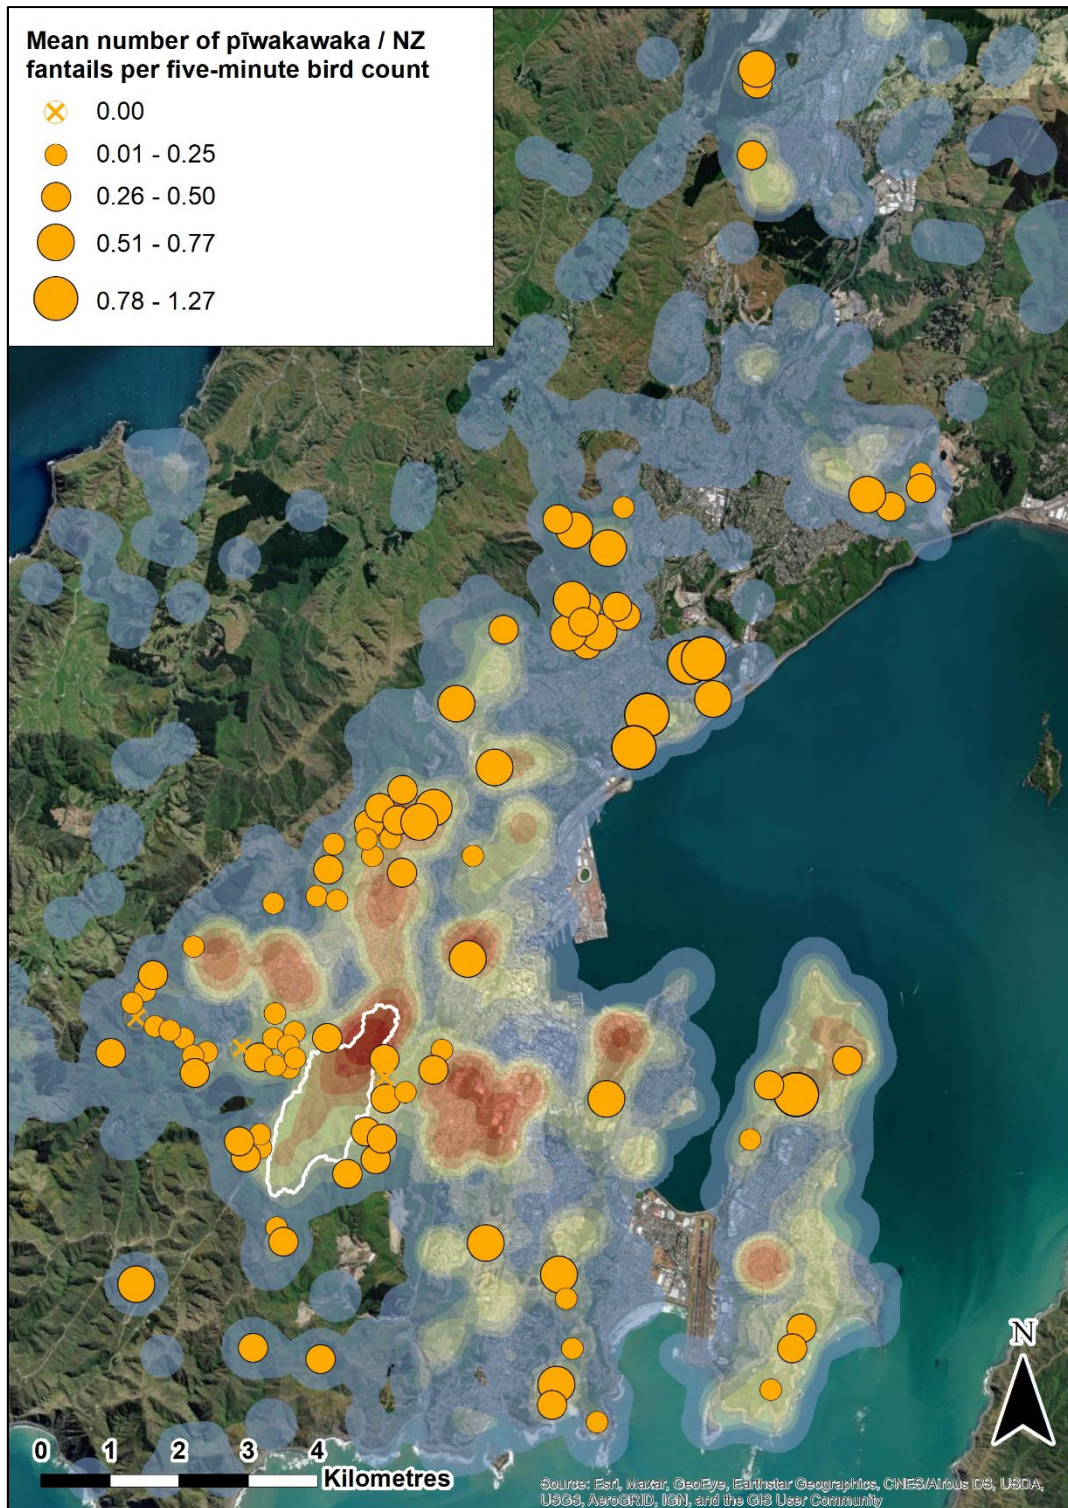 Mean number of pīwakawaka / NZ
fantails per five-minute bird count
0.00
0.01 - 0.25
0.26 - 0.50
0.51 - 0.77
0.78 - 1.27
N
0 1 2 3 4
Kilometres
Source: Esri, Maxar, GeoEye, Earthstar Geographics, CNES/Airbus DS, USDA,
USGS, AeroGRID, IGN, and the GIS User Community